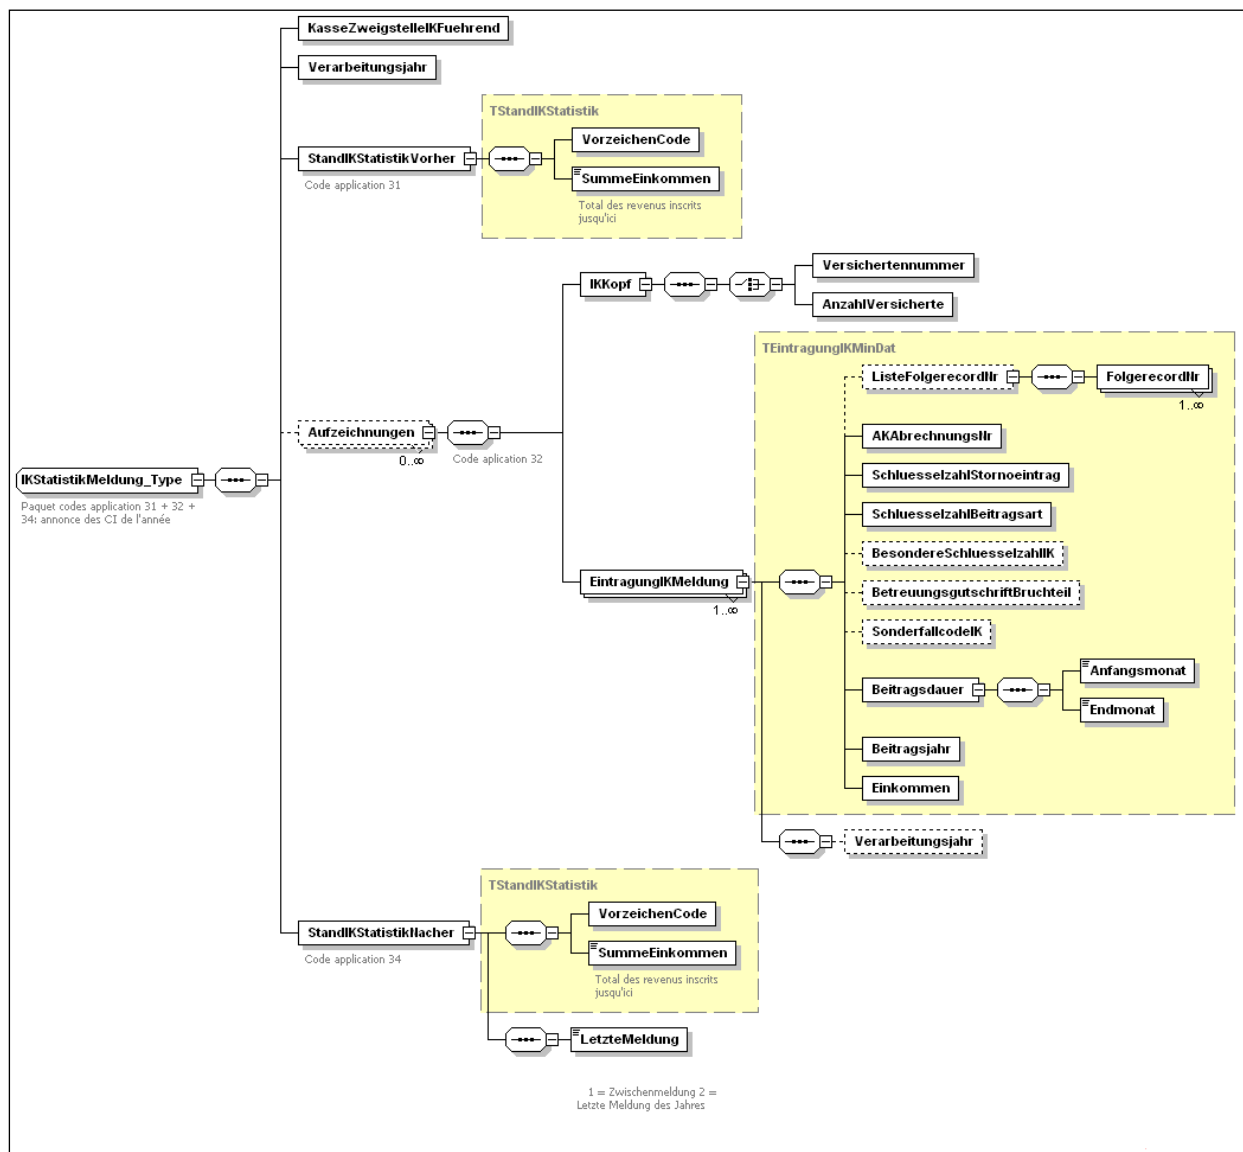 KasseZweigstelleIKFuehrend
Verarbeitungsjahr
TStandIKStatistik
VorzeichenCode
StandIKStatistikVorher
SummeEinkommen
Code application 31
Total des revenus inscrits
jusqu'ici
IKKopf
Versichertennummer
AnzahlVersicherte
TEintragungIKMinDat
ListeFolgerecordNr
FolgerecordNr
1..∞
Aufzeichnungen
0..∞
Code aplication 32
AKAbrechnungsNr
SchluesselzahlStornoeintrag
IKStatistikMeldung_Type
Paquet codes application 31 + 32 +
34: annonce des CI de l'année
SchluesselzahlBeitragsart
BesondereSchluesselzahlIK
EintragungIKMeldung
1..∞
BetreuungsgutschriftBruchteil
SonderfallcodeIK
Beitragsdauer
Anfangsmonat
Endmonat
Beitragsjahr
Einkommen
Verarbeitungsjahr
TStandIKStatistik
VorzeichenCode
StandIKStatistikNacher
SummeEinkommen
Code application 34
Total des revenus inscrits
jusqu'ici
LetzteMeldung
1 = Zwischenmeldung 2 =
Letzte Meldung des Jahres